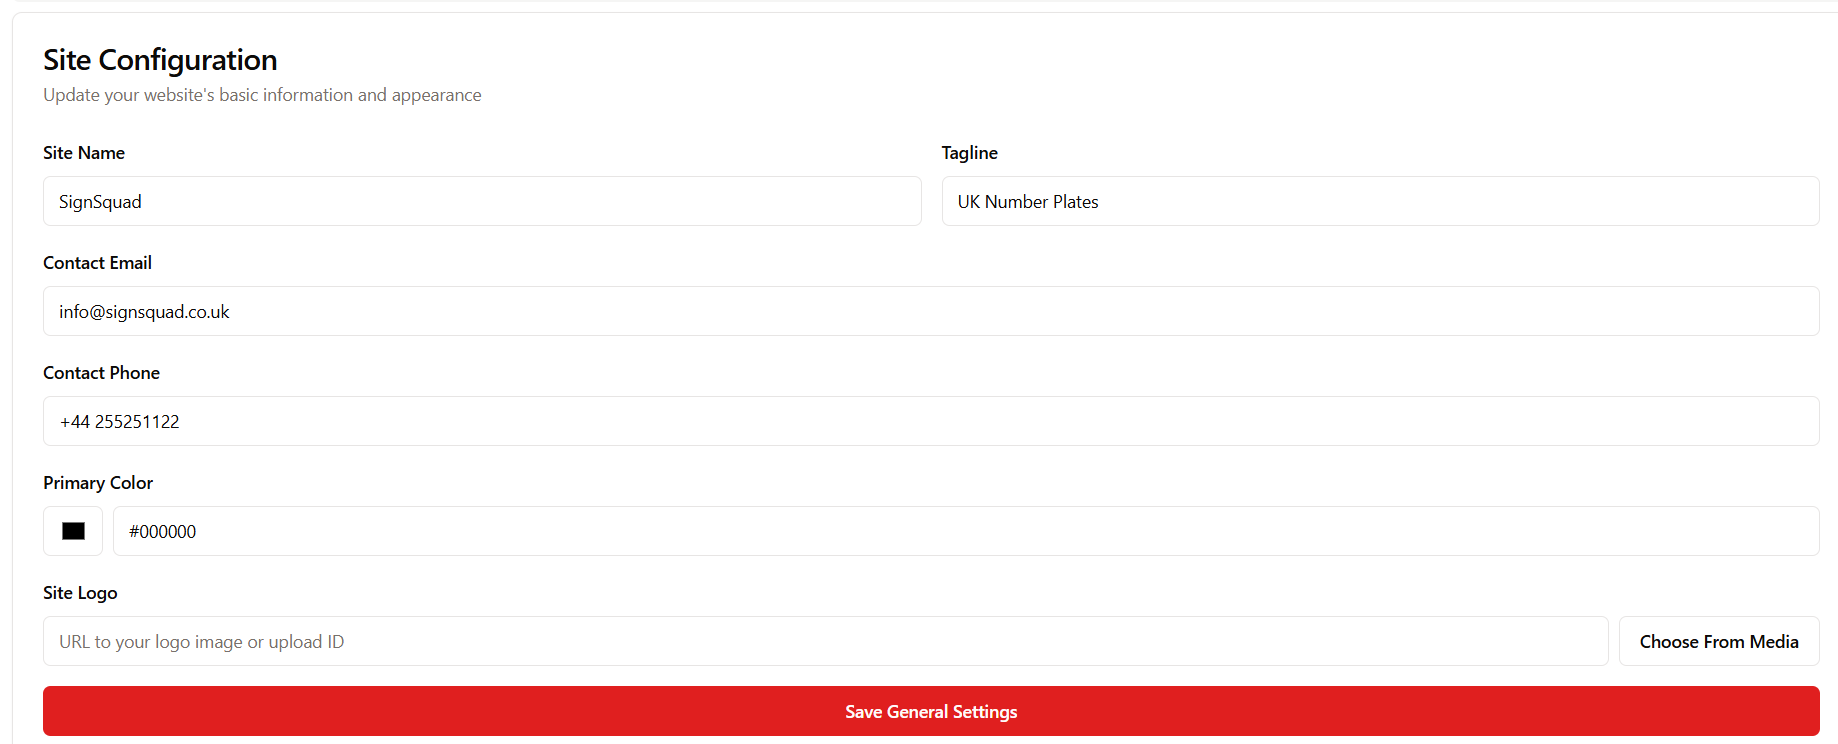 Site Configuration
Update your website's basic information and appearance
Site Name
Tagline
SignSquad
UK Number Plates
Contact Email
info@signsquad.co.uk
Contact Phone
+44 255251122
Primary Color
#000000
Site Logo
URL to your logo image or upload ID
Choose From Media
Save General Settings